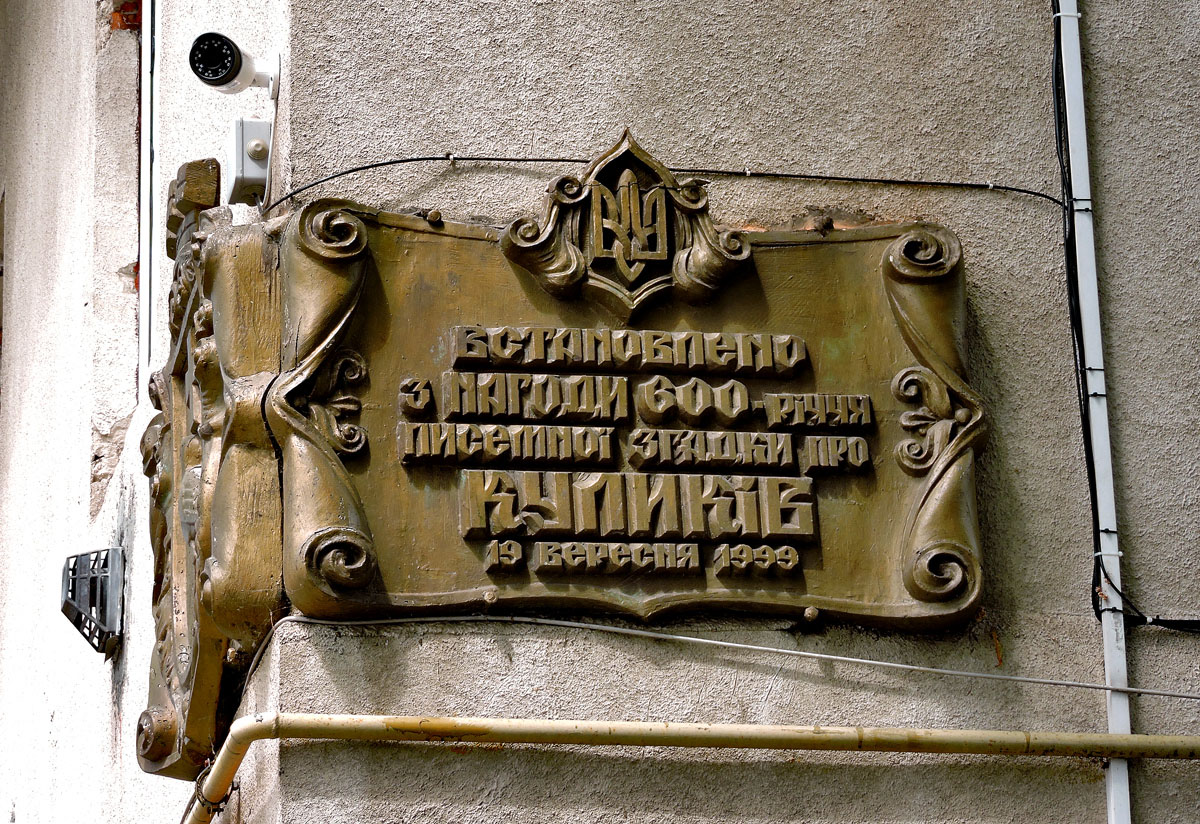 ВСТАНОВЛЕНО
З НАГОДИ 600-РІЧЧЯ
ПИСЕМНОЇ ЗГАДКИ ПРО
КУЛИКІВ
19 ВЕРЕСНЯ 1999